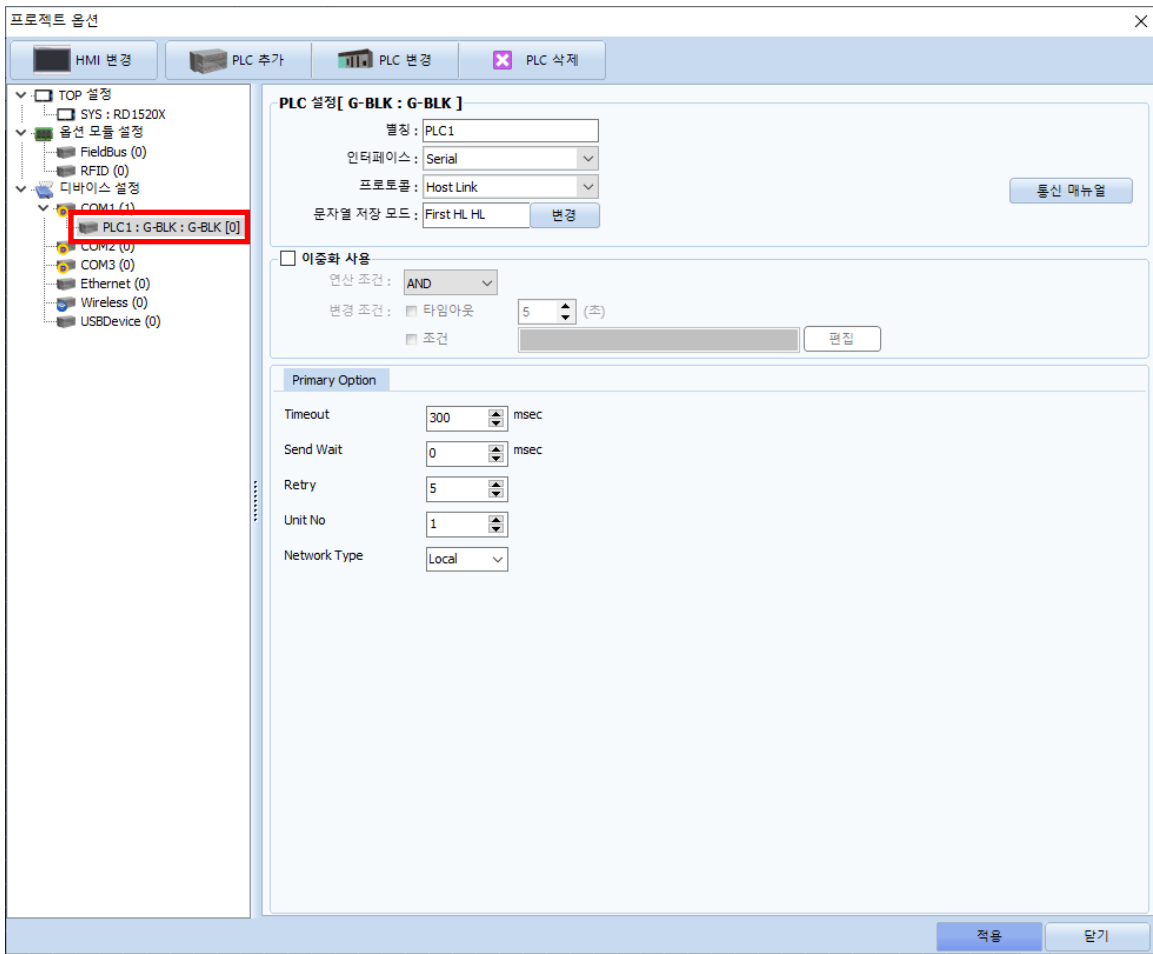 프로젝트 옵션
HMI 변경 PLC 추가 PLC 변경 PLC 삭제
TOP 설정
SYS : RD1520X
옵션 모듈 설정
FieldBus (0)
RFID (0)
디바이스 설정
COM1 (1)
PLC1 : G-BLK : G-BLK [0]
COM2 (0)
COM3 (0)
Ethernet (0)
Wireless (0)
USBDevice (0)
PLC 설정[ G-BLK : G-BLK ]
별칭 : PLC1
인터페이스 : Serial
프로토콜 : Host Link 통신 매뉴얼
문자열 저장 모드 : First HL HL 변경
이중화 사용
연산 조건 : AND
변경 조건 : 타임아웃 5 (초)
조건 편집
Primary Option
Timeout 300 msec
Send Wait 0 msec
Retry 5
Unit No 1
Network Type Local
적용 닫기